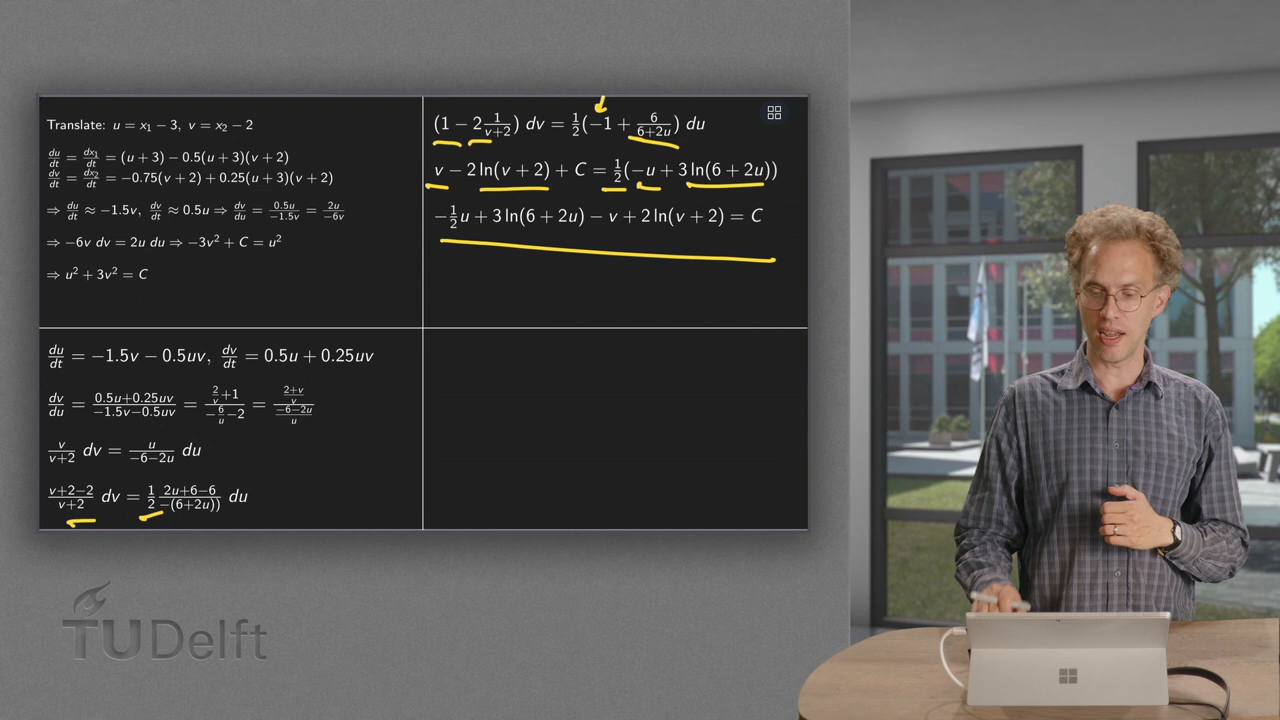 Translate: u = x₁ − 3, v = x₂ − 2
du/dt = dx₁/dt = (u + 3) − 0.5(u + 3)(v + 2)
dv/dt = dx₂/dt = −0.75(v + 2) + 0.25(u + 3)(v + 2)
⇒ du/dt ≈ −1.5v, dv/dt ≈ 0.5u ⇒ dv/du = 0.5u/−1.5v = 2u/−6v
⇒ −6v dv = 2u du ⇒ −3v² + C = u²
⇒ u² + 3v² = C
(1 − 2 1/(v+2)) dv = 1/2(−1 + 6/(6+2u)) du
v − 2 ln(v + 2) + C = 1/2(−u + 3 ln(6 + 2u))
−1/2u + 3 ln(6 + 2u) − v + 2 ln(v + 2) = C
du/dt = −1.5v − 0.5uv, dv/dt = 0.5u + 0.25uv
dv/du = (0.5u+0.25uv)/(−1.5v−0.5uv) = (2/v+1)/(−6/u−2) = ((2+v)/v)/((−6−2u)/u)
v/(v+2) dv = u/(−6−2u) du
(v+2−2)/(v+2) dv = 1/2 (2u+6−6)/(−(6+2u)) du
TUDelft